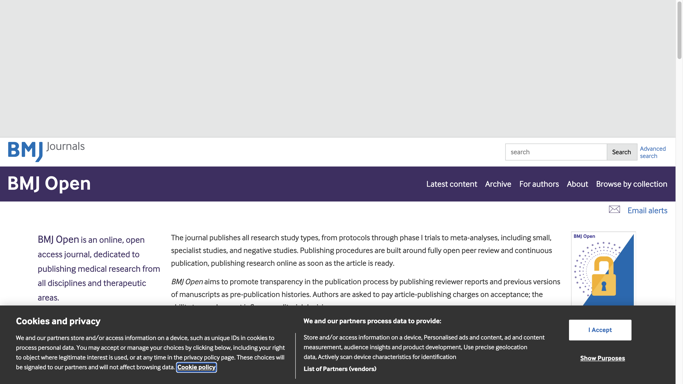 BMJ Journals
search
Search
Advanced search
BMJ Open
Latest content
Archive
For authors
About
Browse by collection
Email alerts
BMJ Open is an online, open
access journal, dedicated to
publishing medical research from
all disciplines and therapeutic
areas.
The journal publishes all research study types, from protocols through phase I trials to meta-analyses, including small,
specialist studies, and negative studies. Publishing procedures are built around fully open peer review and continuous
publication, publishing research online as soon as the article is ready.
BMJ Open aims to promote transparency in the publication process by publishing reviewer reports and previous versions
of manuscripts as pre-publication histories. Authors are asked to pay article-publishing charges on acceptance; the
BMJ Open
Cookies and privacy
We and our partners store and/or access information on a device, such as unique IDs in cookies to
process personal data. You may accept or manage your choices by clicking below, including your right
to object where legitimate interest is used, or at any time in the privacy policy page. These choices will
be signaled to our partners and will not affect browsing data. Cookie policy
We and our partners process data to provide:
Store and/or access information on a device, Personalised ads and content, ad and content
measurement, audience insights and product development, Use precise geolocation
data, Actively scan device characteristics for identification
List of Partners (vendors)
I Accept
Show Purposes